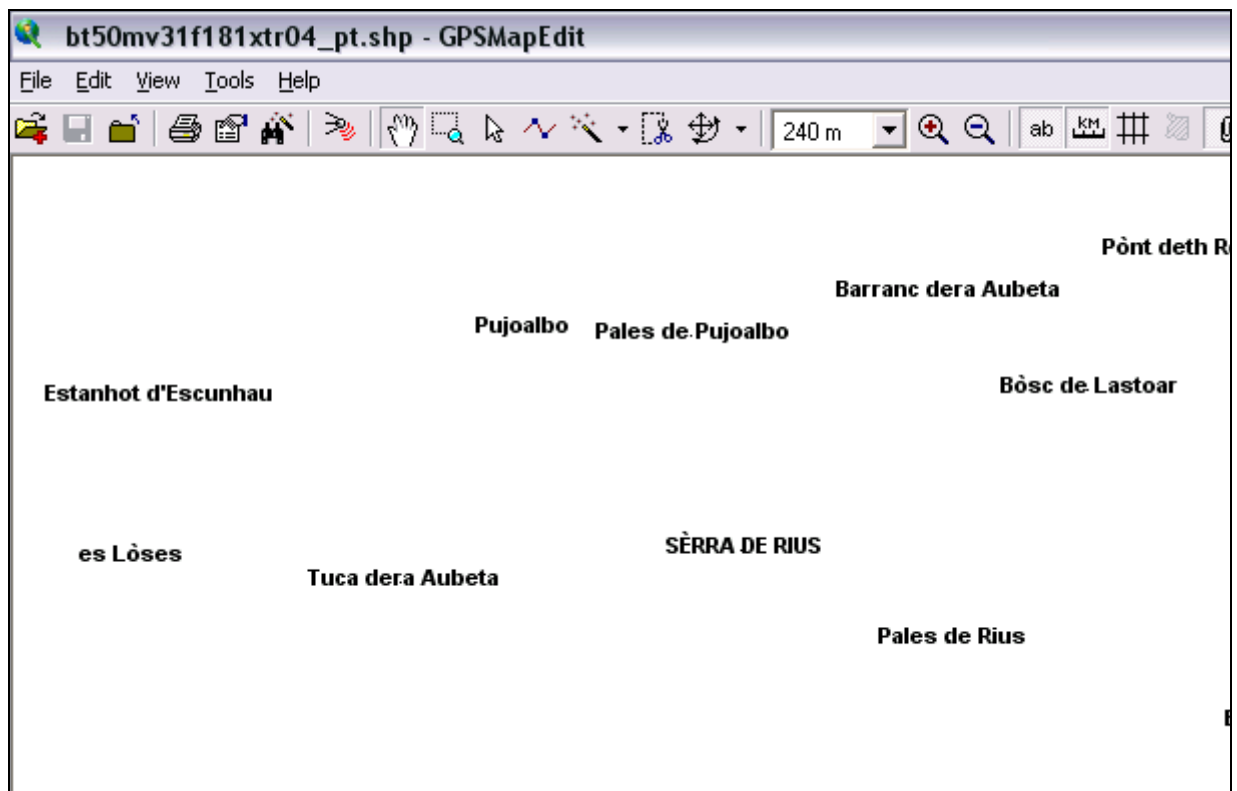 bt50mv31f181xtr04_pt.shp - GPSMapEdit
File Edit View Tools Help
240 m ab KM
Pònt deth
Barranc dera Aubeta
Pujoalbo Pales de Pujoalbo
Estanhot d'Escunhau Bòsc de Lastoar
SÈRRA DE RIUS
es Lòses
Tuca dera Aubeta
Pales de Rius